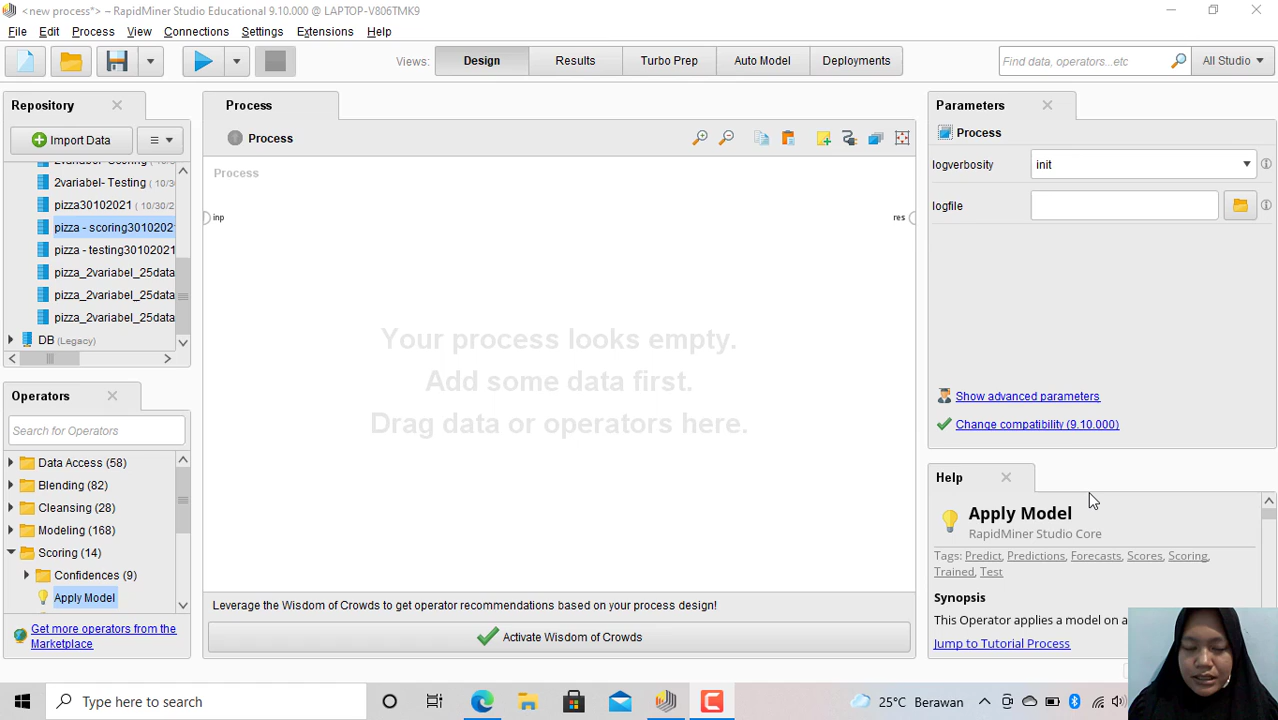 <new process*> – RapidMiner Studio Educational 9.10.000 @ LAPTOP-V806TMK9
File Edit Process View Connections Settings Extensions Help
Views: Design Results Turbo Prep Auto Model Deployments
Find data, operators...etc
All Studio
Repository
Import Data
2variabel- Testing ( 10/30
pizza30102021 ( 10/30/2
pizza - scoring3010202
pizza - testing30102021
pizza_2variabel_25data
pizza_2variabel_25data
pizza_2variabel_25data
DB (Legacy)
Operators
Search for Operators
Data Access (58)
Blending (82)
Cleansing (28)
Modeling (168)
Scoring (14)
Confidences (9)
Apply Model
Get more operators from the
Marketplace
Process
Process
Process
inp
res
Your process looks empty.
Add some data first.
Drag data or operators here.
Leverage the Wisdom of Crowds to get operator recommendations based on your process design!
Activate Wisdom of Crowds
Parameters
Process
logverbosity
init
logfile
Show advanced parameters
Change compatibility (9.10.000)
Help
Apply Model
RapidMiner Studio Core
Tags: Predict, Predictions, Forecasts, Scores, Scoring,
Trained, Test
Synopsis
This Operator applies a model on a
Jump to Tutorial Process
Type here to search
25°C Berawan